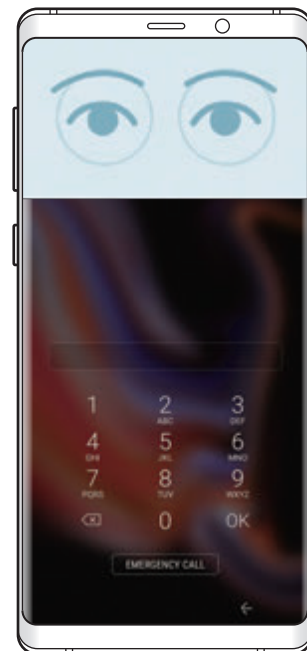 1 2 3
ABC DEF
4 5 6
GHI JKL MNO
7 8 9
PQRS TUV WXYZ
0 OK
EMERGENCY CALL